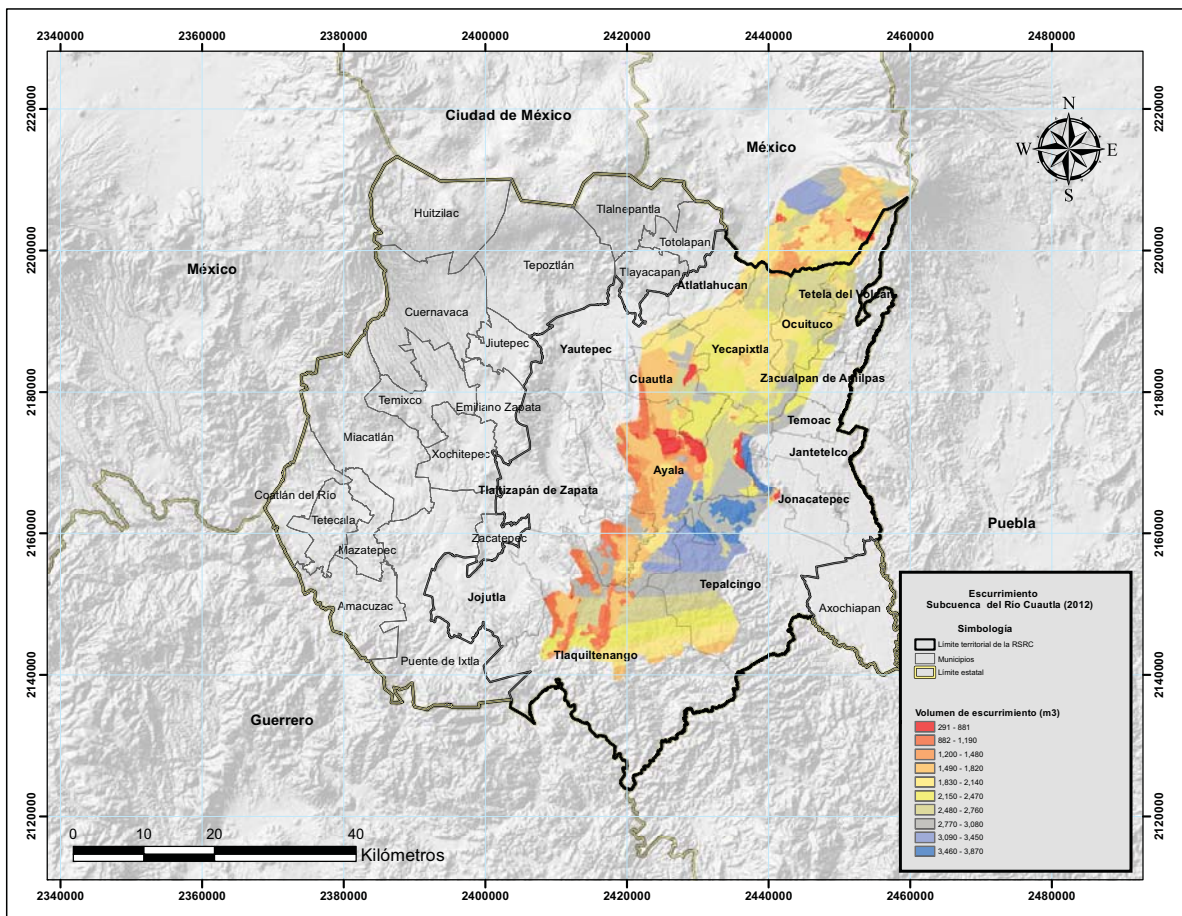 2340000 2360000 2380000 2400000 2420000 2440000 2460000 2480000
2220000 2220000
2200000 2200000
2180000 2180000
2160000 2160000
2140000 2140000
2120000 2120000
Ciudad de México
México
N
W E
S
Huitzilac
Tlalnepantla
Totolapan
México
Tepoztlán
Tlayacapan
Atlatlahucan
Tetela del Volcán
Cuernavaca
Ocuituco
Jiutepec
Yautepec
Yecapixtla
Cuautla
Zacualpan de Amilpas
Temixco
Emiliano Zapata
Temoac
Miacatlán
Xochitepec
Jantetelco
Ayala
Coatlán del Río
Tlaltizapán de Zapata
Jonacatepec
Tetecala
Puebla
Zacatepec
Mazatepec
Tepalcingo
Amacuzac
Jojutla
Axochiapan
Tlaquiltenango
Puente de Ixtla
Guerrero
Escurrimiento
Subcuenca del Río Cuautla (2012)
Simbología
Límite territorial de la RSRC
Municipios
Límite estatal
Volumen de escurrimiento (m3)
291 - 881
882 - 1,190
1,200 - 1,480
1,490 - 1,820
1,830 - 2,140
2,150 - 2,470
2,480 - 2,760
2,770 - 3,080
3,090 - 3,450
3,460 - 3,870
0 10 20 40
Kilómetros
2340000 2360000 2380000 2400000 2420000 2440000 2460000 2480000